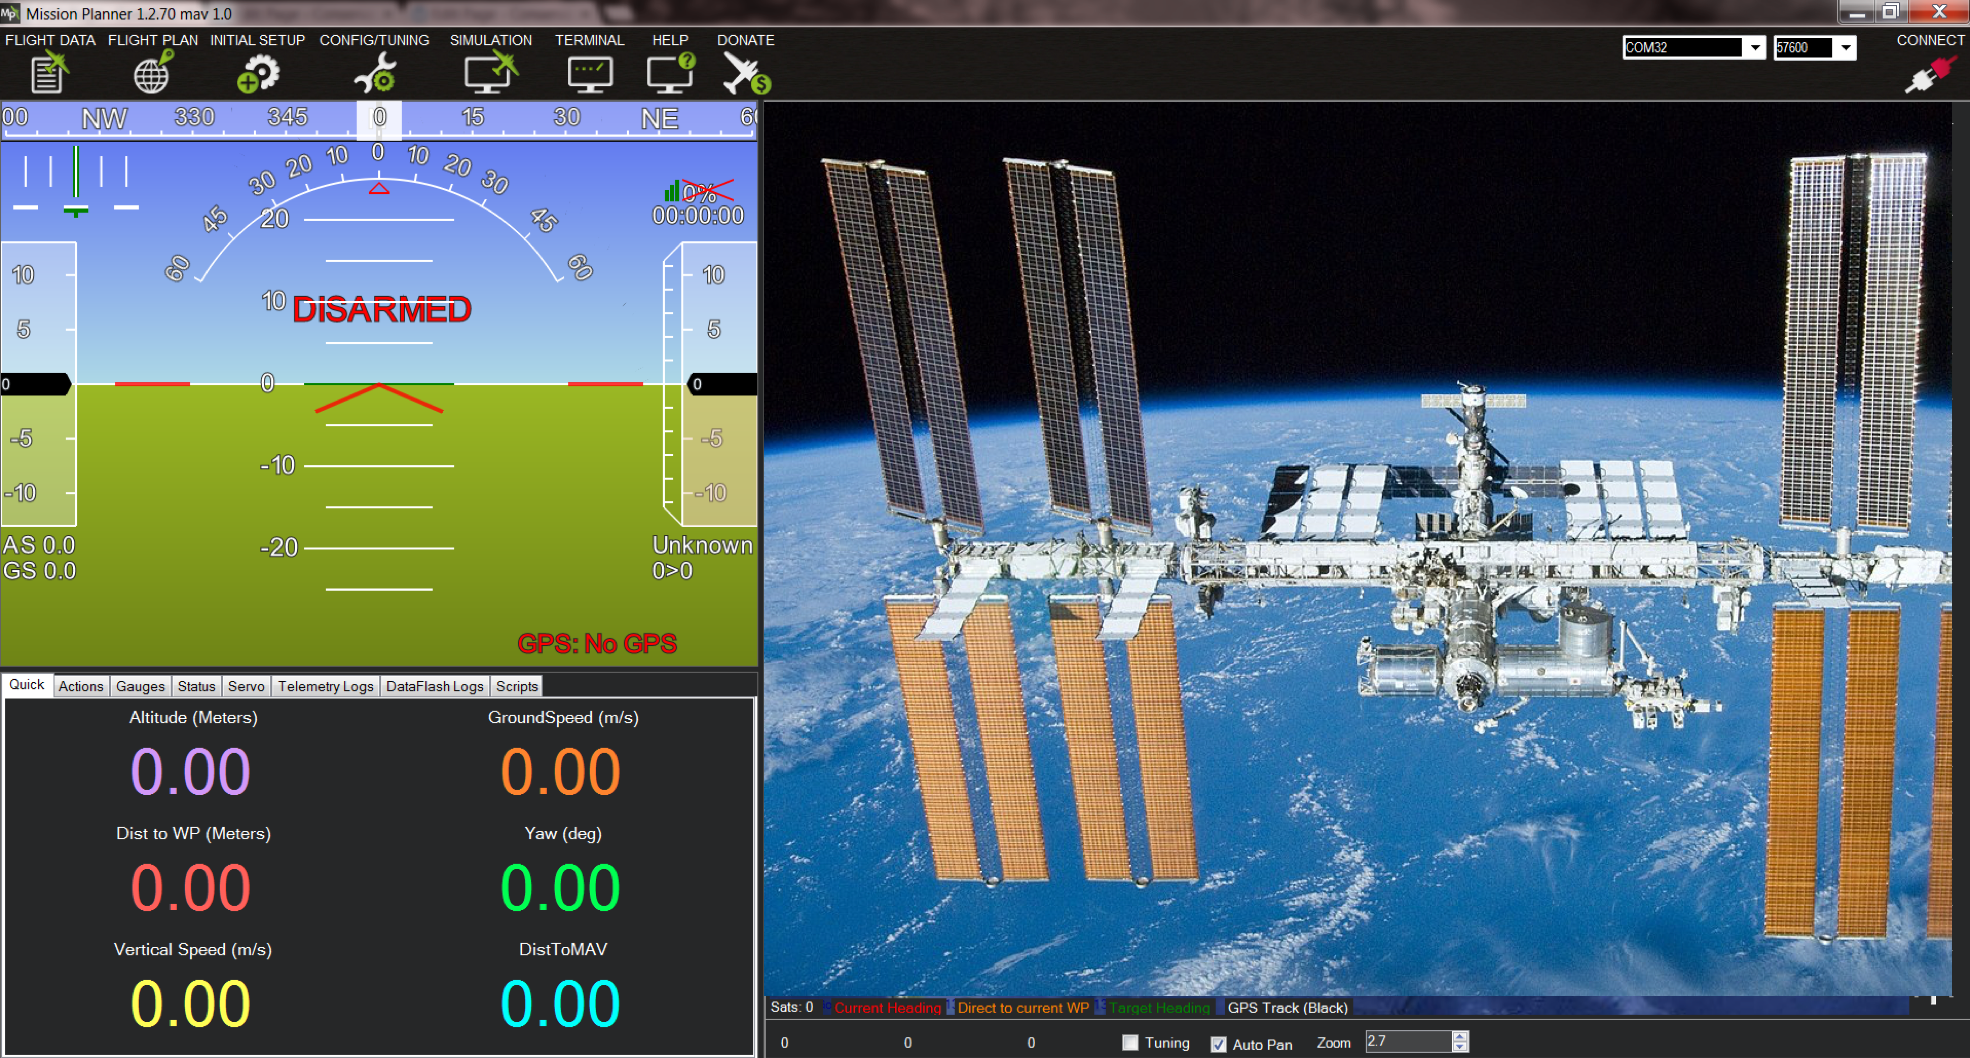 Mission Planner 1.2.70 mav 1.0
FLIGHT DATA FLIGHT PLAN INITIAL SETUP CONFIG/TUNING SIMULATION TERMINAL HELP DONATE
COM32 57600 CONNECT
00 NW 330 345 0 15 30 NE 60
60 45 30 20 10 0 10 20 30 45 60
0%
00:00:00
20
10 DISARMED
0
-10
-20
10
5
0
-5
-10
10
5
0
-5
-10
AS 0.0
GS 0.0
Unknown
0>0
GPS: No GPS
Quick Actions Gauges Status Servo Telemetry Logs DataFlash Logs Scripts
Altitude (Meters) GroundSpeed (m/s)
0.00 0.00
Dist to WP (Meters) Yaw (deg)
0.00 0.00
Vertical Speed (m/s) DistToMAV
0.00 0.00
Sats: 0 Current Heading Direct to current WP Target Heading GPS Track (Black)
0 0 0 Tuning Auto Pan Zoom 2.7